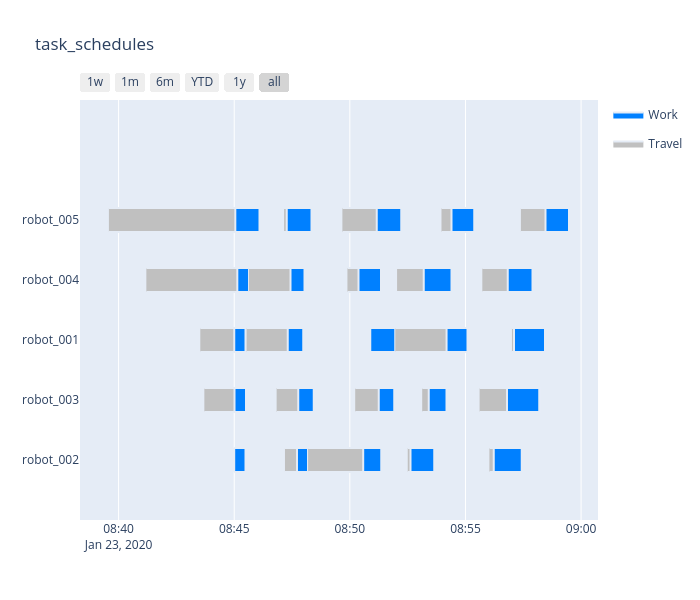 task_schedules
1w 1m 6m YTD 1y all
Work
Travel
robot_005
robot_004
robot_001
robot_003
robot_002
08:40 08:45 08:50 08:55 09:00
Jan 23, 2020